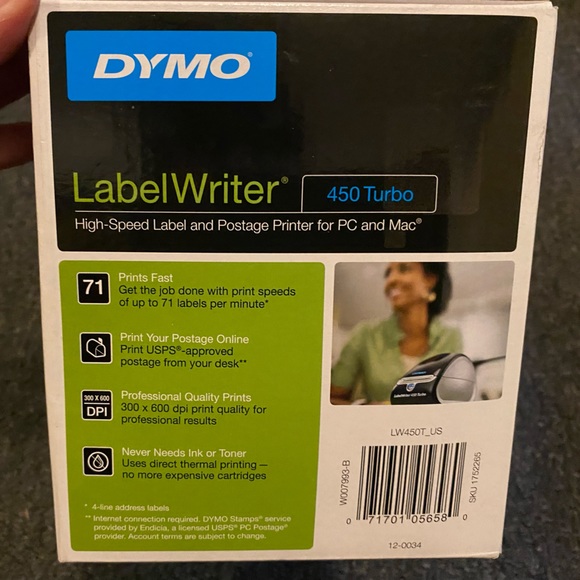 DYMO®
LabelWriter®
450 Turbo
High-Speed Label and Postage Printer for PC and Mac®
71
Prints Fast
Get the job done with print speeds
of up to 71 labels per minute*
Print Your Postage Online
Print USPS®-approved
postage from your desk**
300 X 600
DPI
Professional Quality Prints
300 x 600 dpi print quality for
professional results
Never Needs Ink or Toner
Uses direct thermal printing –
no more expensive cartridges
* 4-line address labels
** Internet connection required. DYMO Stamps® service
provided by Endicia, a licensed USPS® PC Postage®
provider. Account terms are subject to change.
DYMO
LabelWriter 450 Turbo
LW450T_US
W007993-B
SKU 1752265
0 71701 05658 0
12-0034